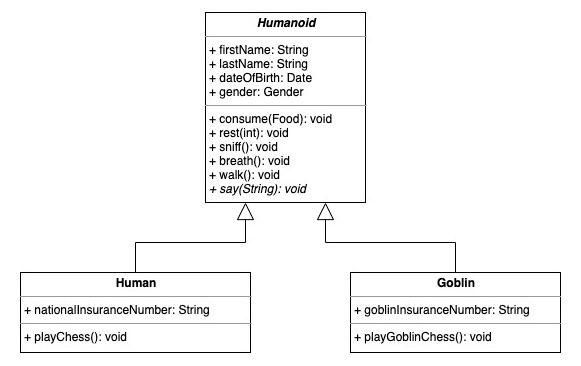 Humanoid
+ firstName: String
+ lastName: String
+ dateOfBirth: Date
+ gender: Gender
+ consume(Food): void
+ rest(int): void
+ sniff(): void
+ breath(): void
+ walk(): void
+ say(String): void
Human
+ nationalInsuranceNumber: String
+ playChess(): void
Goblin
+ goblinInsuranceNumber: String
+ playGoblinChess(): void